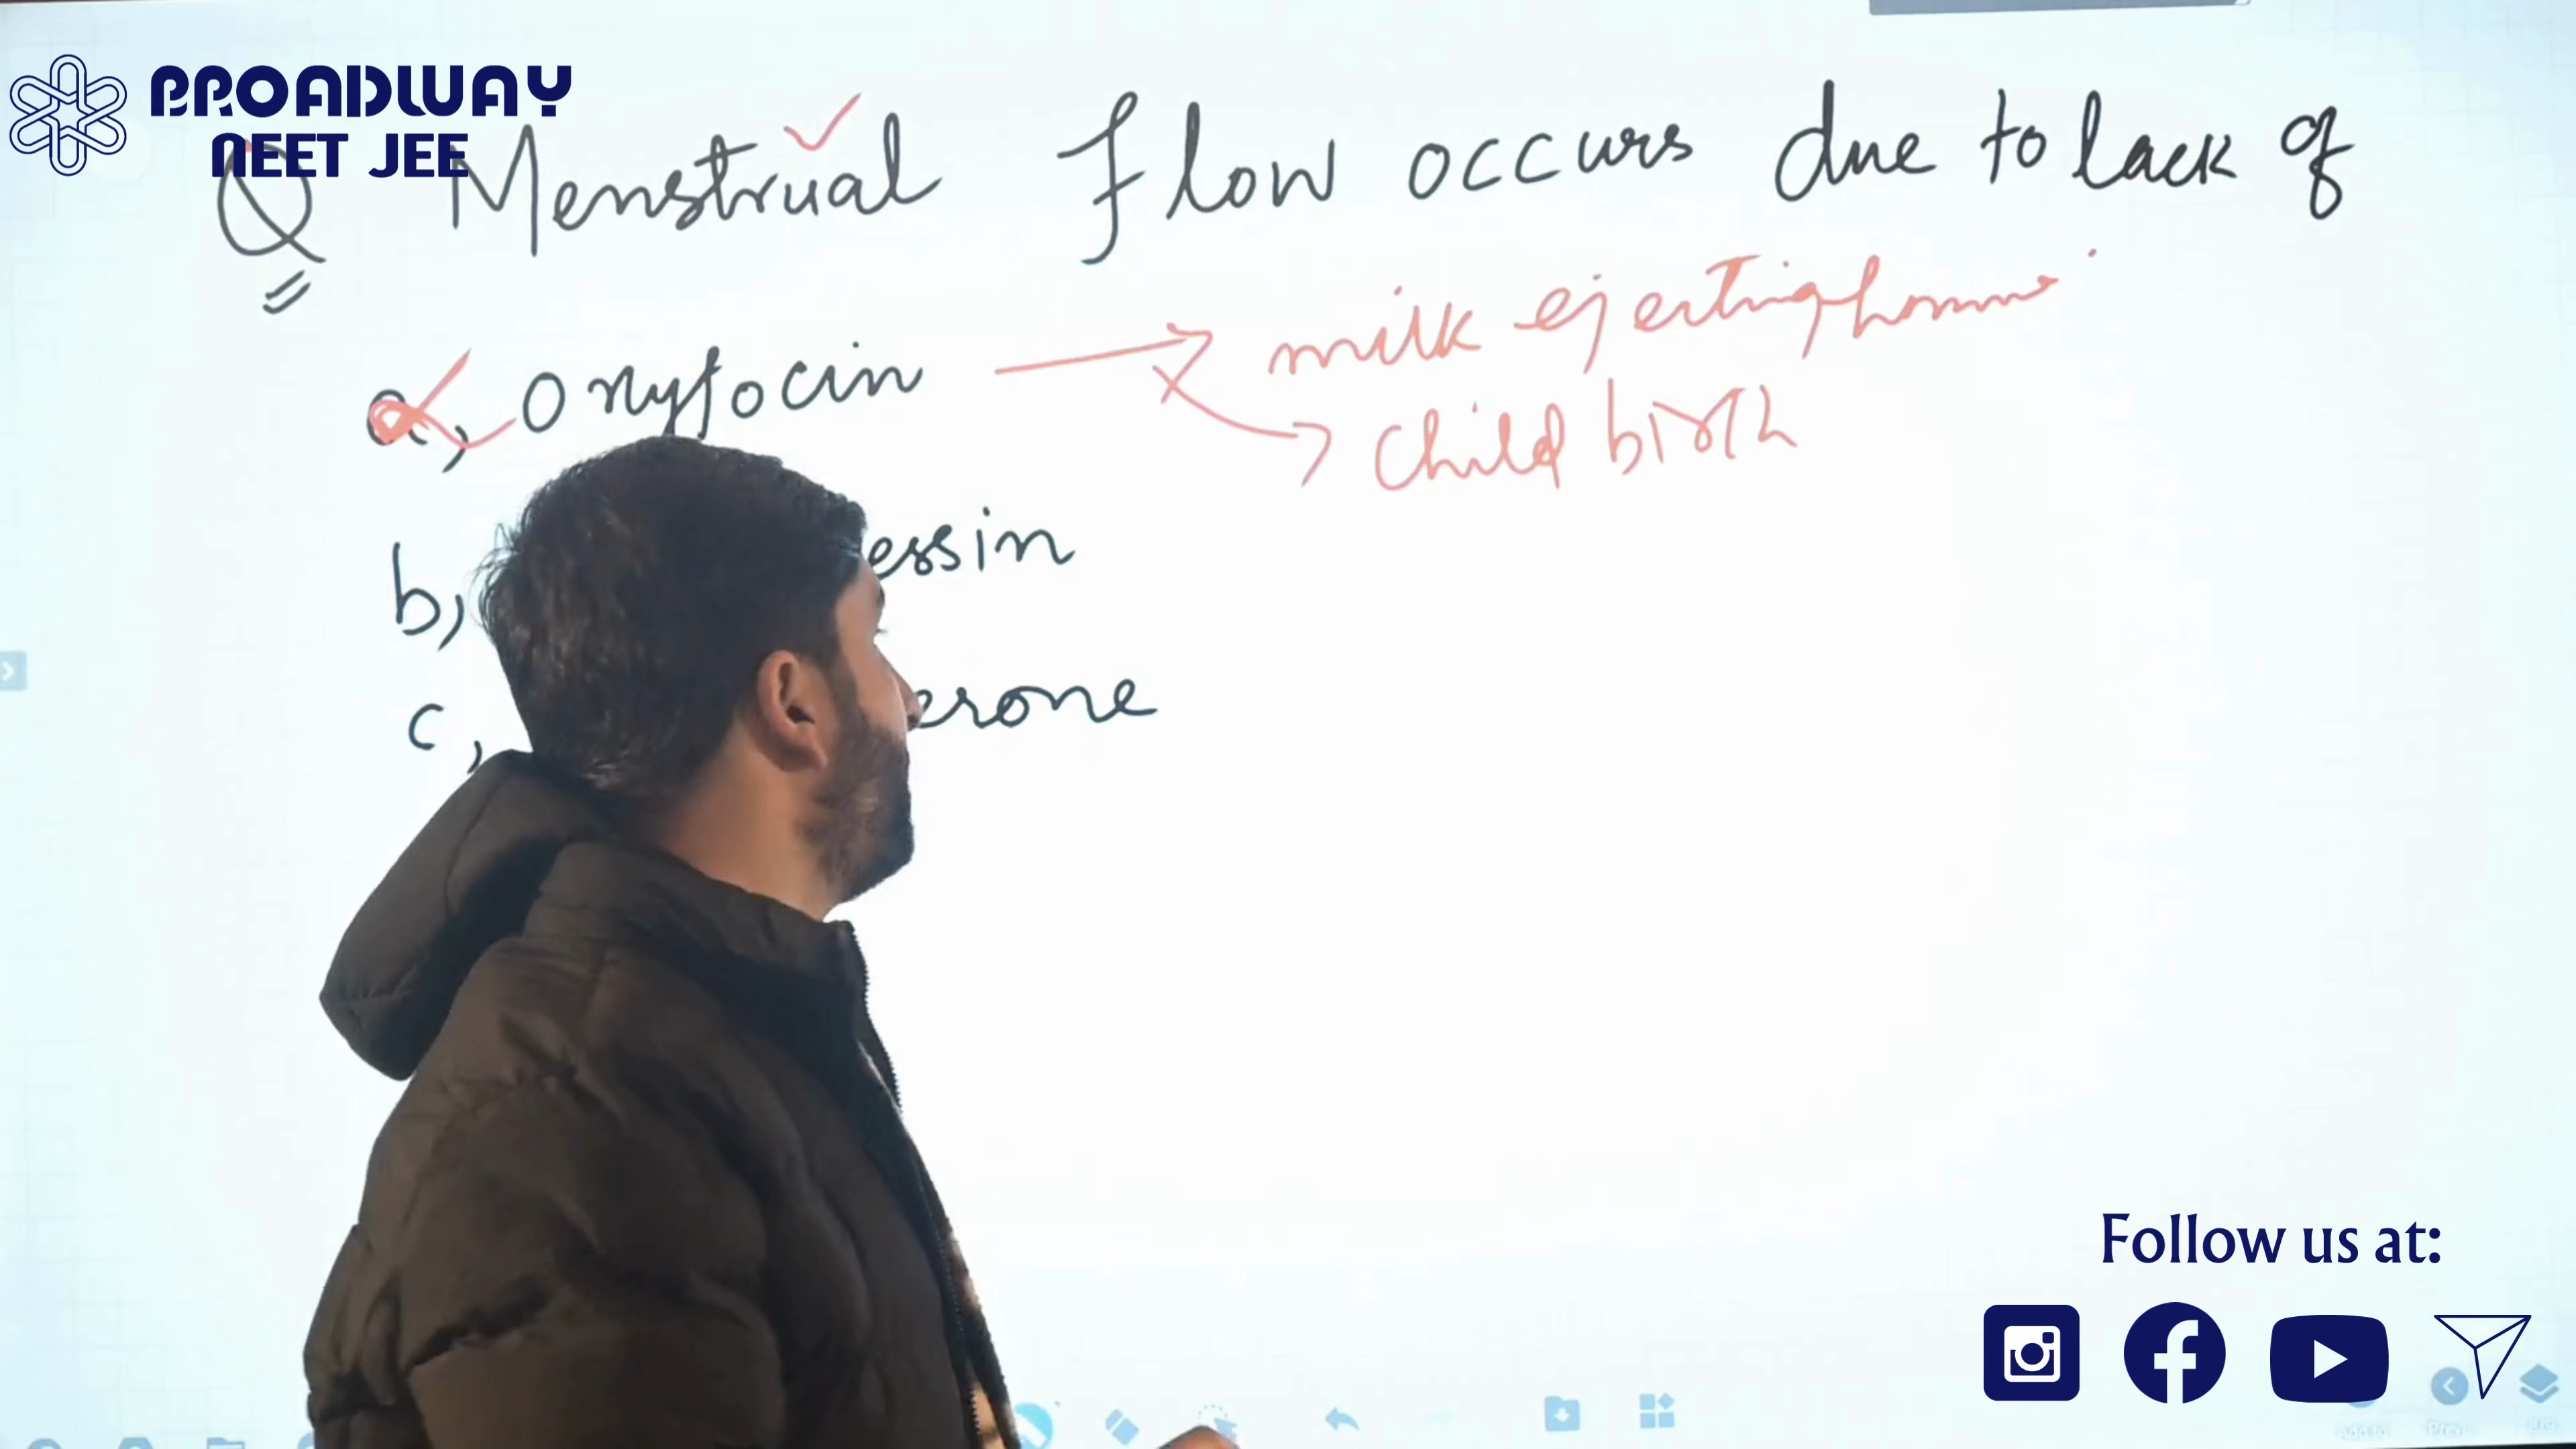 BROADWAY
NEET JEE
Q Menstrual Flow occurs due to lack of
a, Oxytocin → milk ejecting
→ Child birth
b, essin
c, erone
Follow us at: